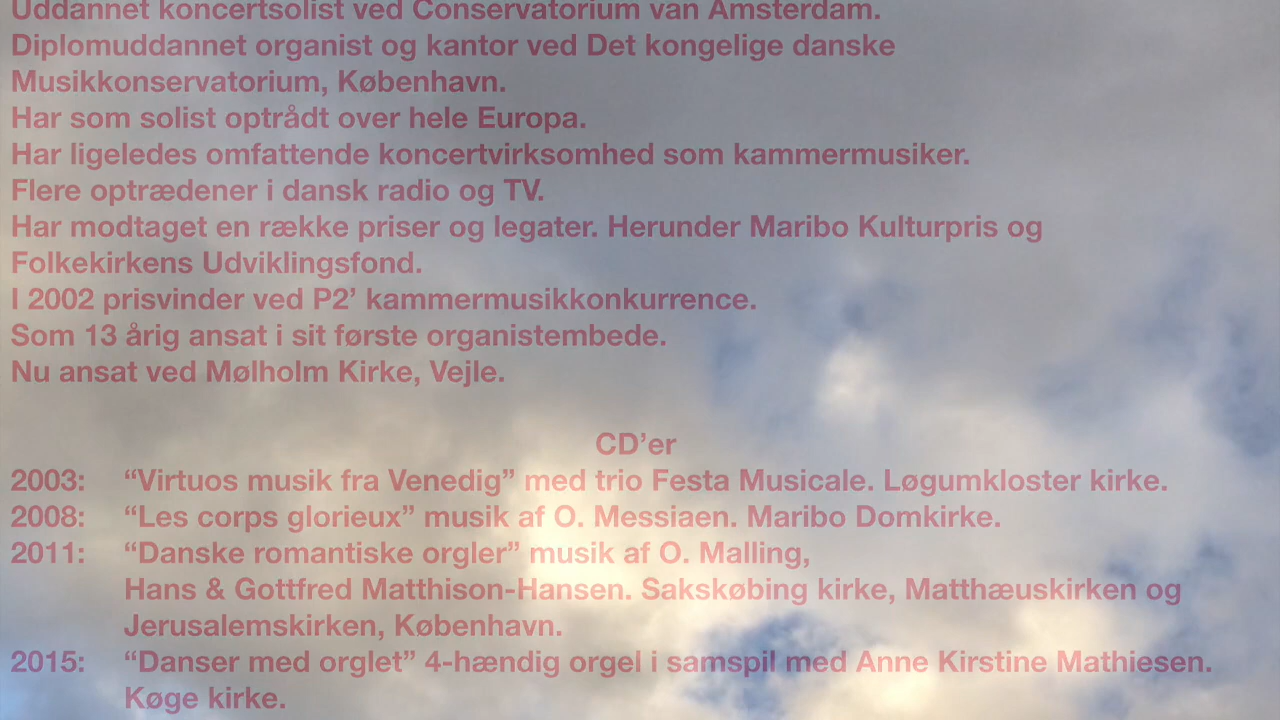 Uddannet koncertsolist ved Conservatorium van Amsterdam.
Diplomuddannet organist og kantor ved Det kongelige danske
Musikkonservatorium, København.
Har som solist optrådt over hele Europa.
Har ligeledes omfattende koncertvirksomhed som kammermusiker.
Flere optrædener i dansk radio og TV.
Har modtaget en række priser og legater. Herunder Maribo Kulturpris og
Folkekirkens Udviklingsfond.
I 2002 prisvinder ved P2’ kammermusikkonkurrence.
Som 13 årig ansat i sit første organistembede.
Nu ansat ved Mølholm Kirke, Vejle.
CD’er
2003: “Virtuos musik fra Venedig” med trio Festa Musicale. Løgumkloster kirke.
2008: “Les corps glorieux” musik af O. Messiaen. Maribo Domkirke.
2011: “Danske romantiske orgler” musik af O. Malling,
Hans & Gottfred Matthison-Hansen. Sakskøbing kirke, Matthæuskirken og
Jerusalemskirken, København.
2015: “Danser med orglet” 4-hændig orgel i samspil med Anne Kirstine Mathiesen.
Køge kirke.